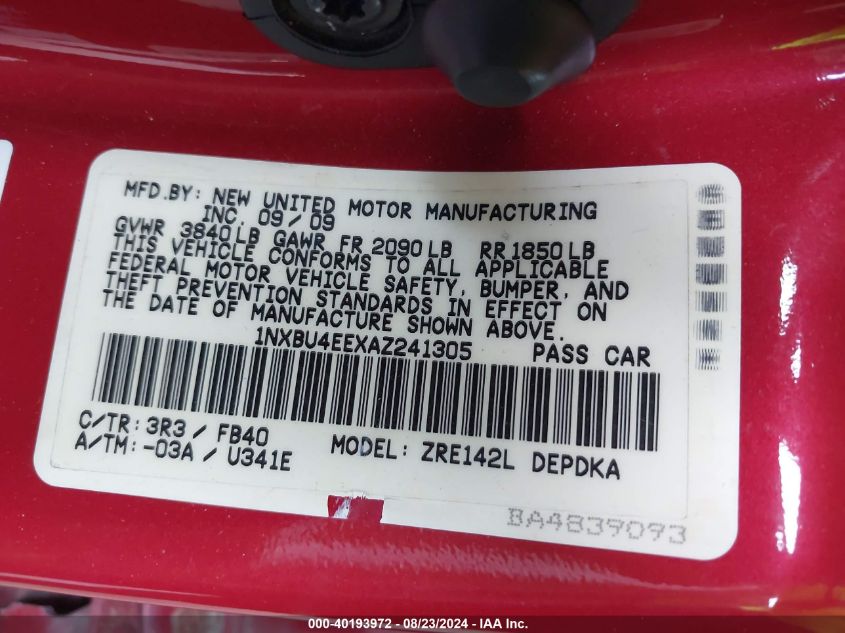 MFD.BY: NEW UNITED MOTOR MANUFACTURING
INC. 09/09
GVWR 3840LB GAWR FR 2090LB RR 1850LB
THIS VEHICLE CONFORMS TO ALL APPLICABLE
FEDERAL MOTOR VEHICLE SAFETY, BUMPER, AND
THEFT PREVENTION STANDARDS IN EFFECT ON
THE DATE OF MANUFACTURE SHOWN ABOVE.
1NXBU4EEXAZ241305 PASS CAR
C/TR: 3R3 / FB40
A/TM: -03A / U341E
MODEL: ZRE142L DEPDKA
BA4839093
000-40193972 - 08/23/2024 - IAA Inc.